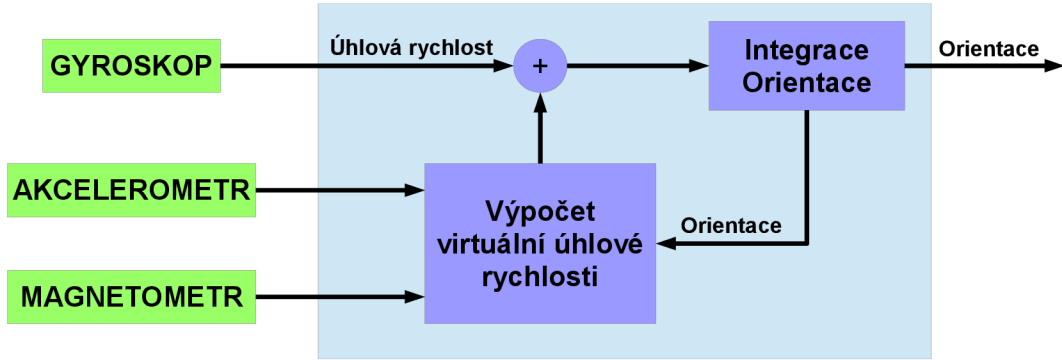 GYROSKOP
Úhlová rychlost
+
Integrace
Orientace
Orientace
AKCELEROMETR
Výpočet
virtuální úhlové
rychlosti
Orientace
MAGNETOMETR